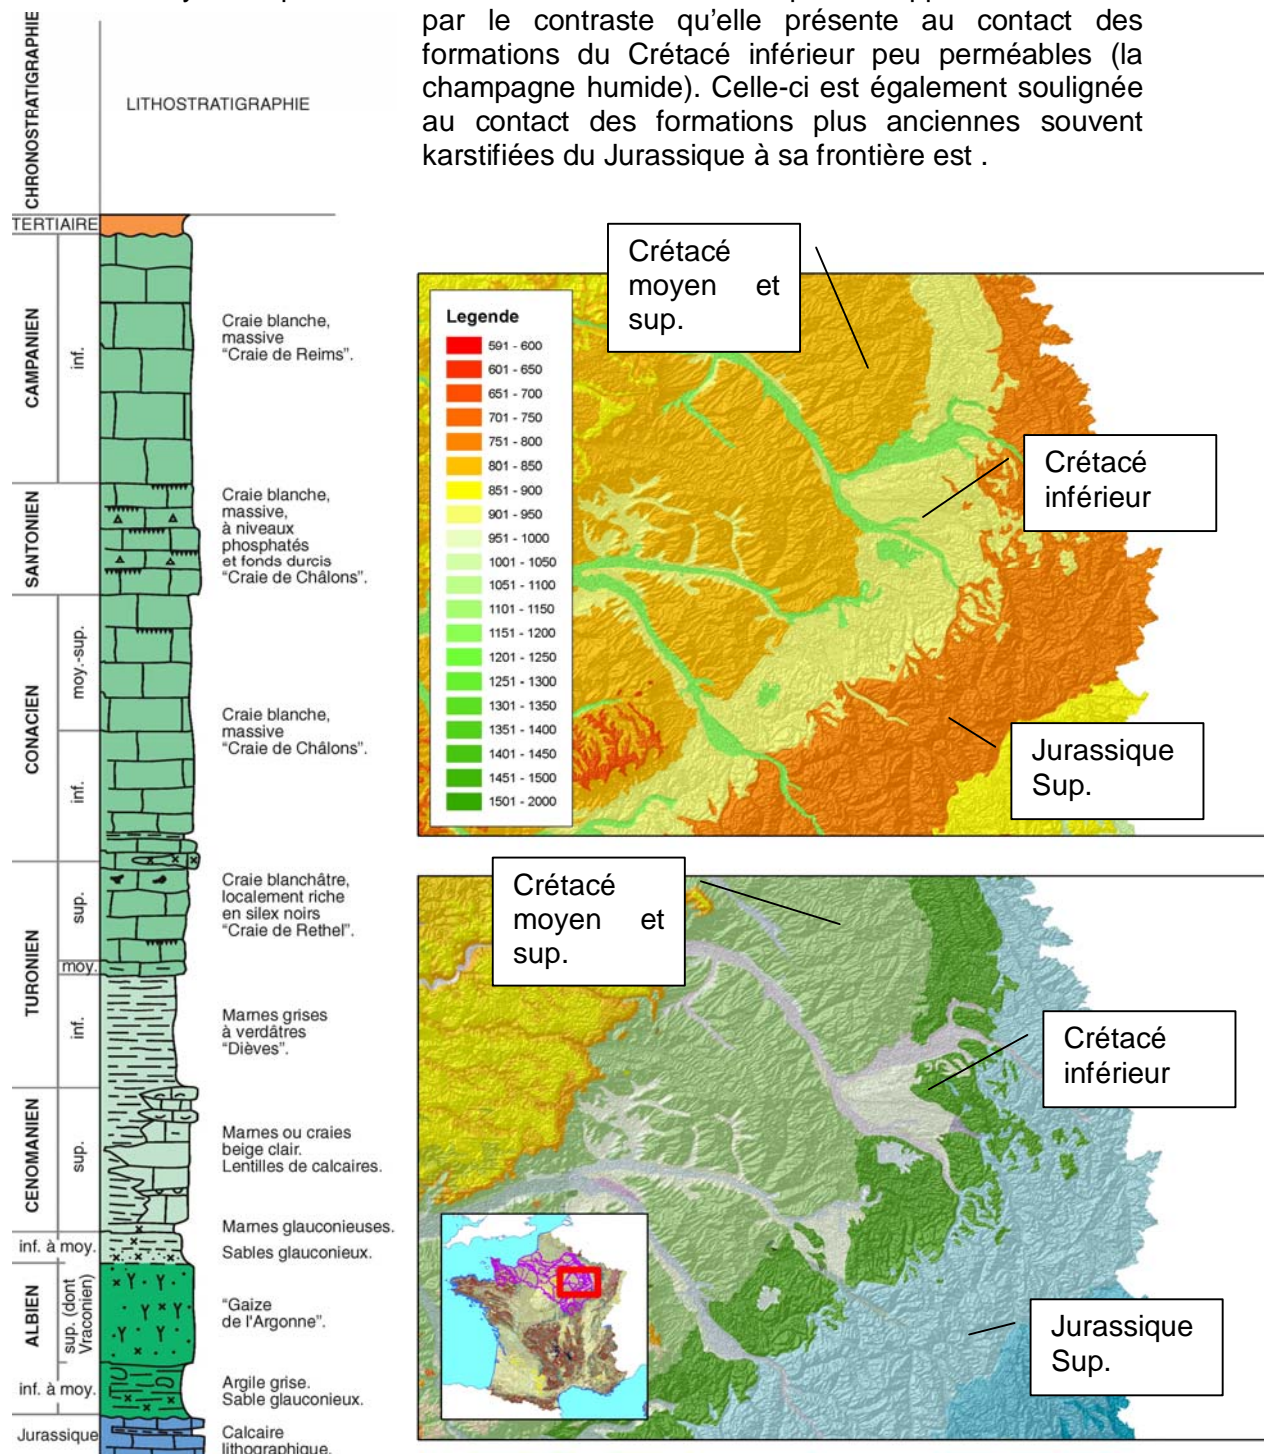 par le contraste qu'elle présente au contact des
formations du Crétacé inférieur peu perméables (la
champagne humide). Celle-ci est également soulignée
au contact des formations plus anciennes souvent
karstifiées du Jurassique à sa frontière est .
CHRONOSTRATIGRAPHIE
LITHOSTRATIGRAPHIE
TERTIAIRE
CAMPANIEN
inf.
Craie blanche,
massive
"Craie de Reims".
SANTONIEN
Craie blanche,
massive,
à niveaux
phosphatés
et fonds durcis
"Craie de Châlons".
CONACIEN
moy.-sup.
inf.
Craie blanche,
massive
"Craie de Châlons".
TURONIEN
sup.
moy.
inf.
Craie blanchâtre,
localement riche
en silex noirs
"Craie de Rethel".
Marnes grises
à verdâtres
"Dièves".
CENOMANIEN
sup.
inf. à moy.
Marnes ou craies
beige clair.
Lentilles de calcaires.
Marnes glauconieuses.
Sables glauconieux.
ALBIEN
sup. (dont
Vraconien)
inf. à moy.
"Gaize
de l'Argonne".
Argile grise.
Sable glauconieux.
Jurassique
Calcaire
lithographique.
Crétacé
moyen et
sup.
Legende
591 - 600
601 - 650
651 - 700
701 - 750
751 - 800
801 - 850
851 - 900
901 - 950
951 - 1000
1001 - 1050
1051 - 1100
1101 - 1150
1151 - 1200
1201 - 1250
1251 - 1300
1301 - 1350
1351 - 1400
1401 - 1450
1451 - 1500
1501 - 2000
Crétacé
inférieur
Jurassique
Sup.
Crétacé
moyen et
sup.
Crétacé
inférieur
Jurassique
Sup.